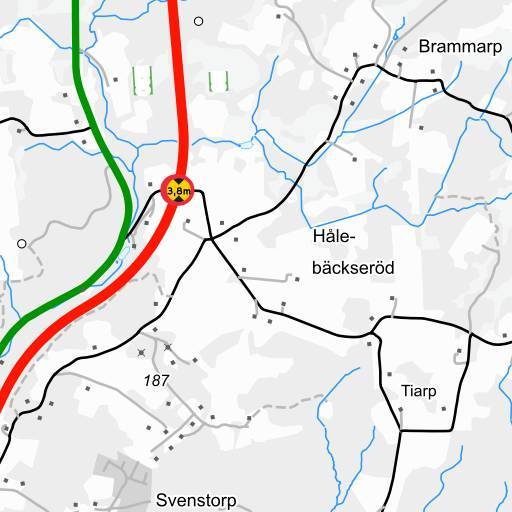 Brammarp
3,8m
Håle-
bäckseröd
187
Tiarp
Svenstorp